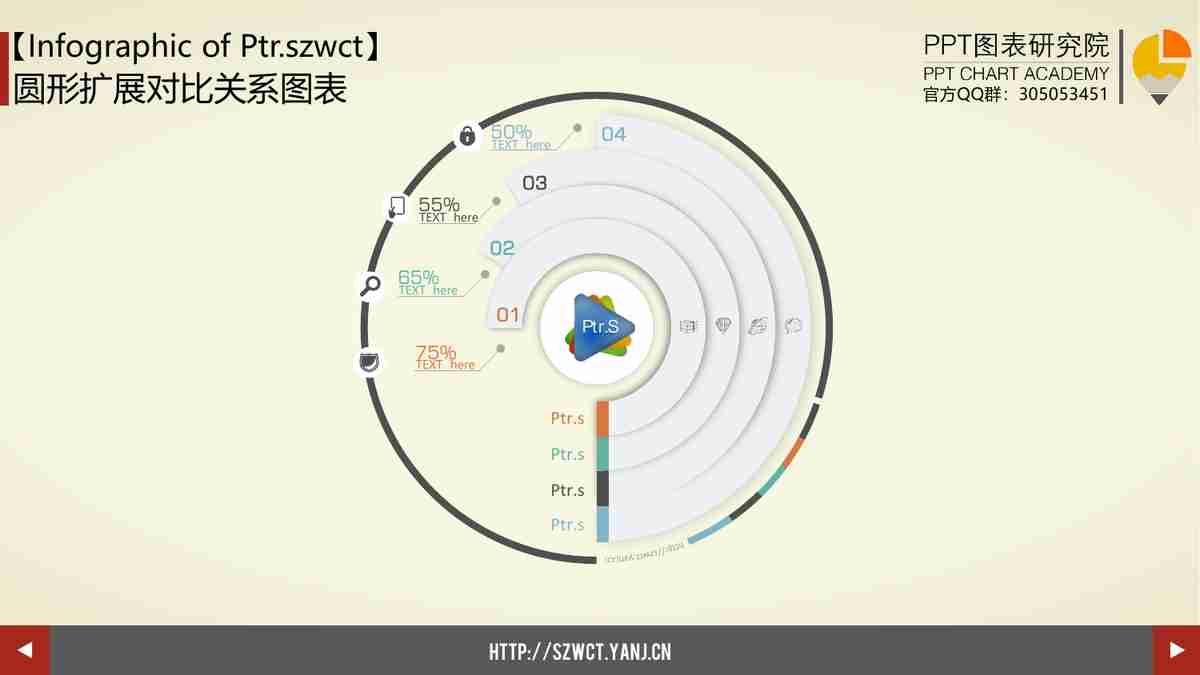 【Infographic of Ptr.szwct】
圆形扩展对比关系图表
PPT图表研究院
PPT CHART ACADEMY
官方QQ群：305053451
50%
TEXT here
04
55%
TEXT here
03
65%
TEXT here
02
01
75%
TEXT here
Ptr.S
Ptr.s
Ptr.s
Ptr.s
Ptr.s
HTTP://SZWCT.YANJ.CN